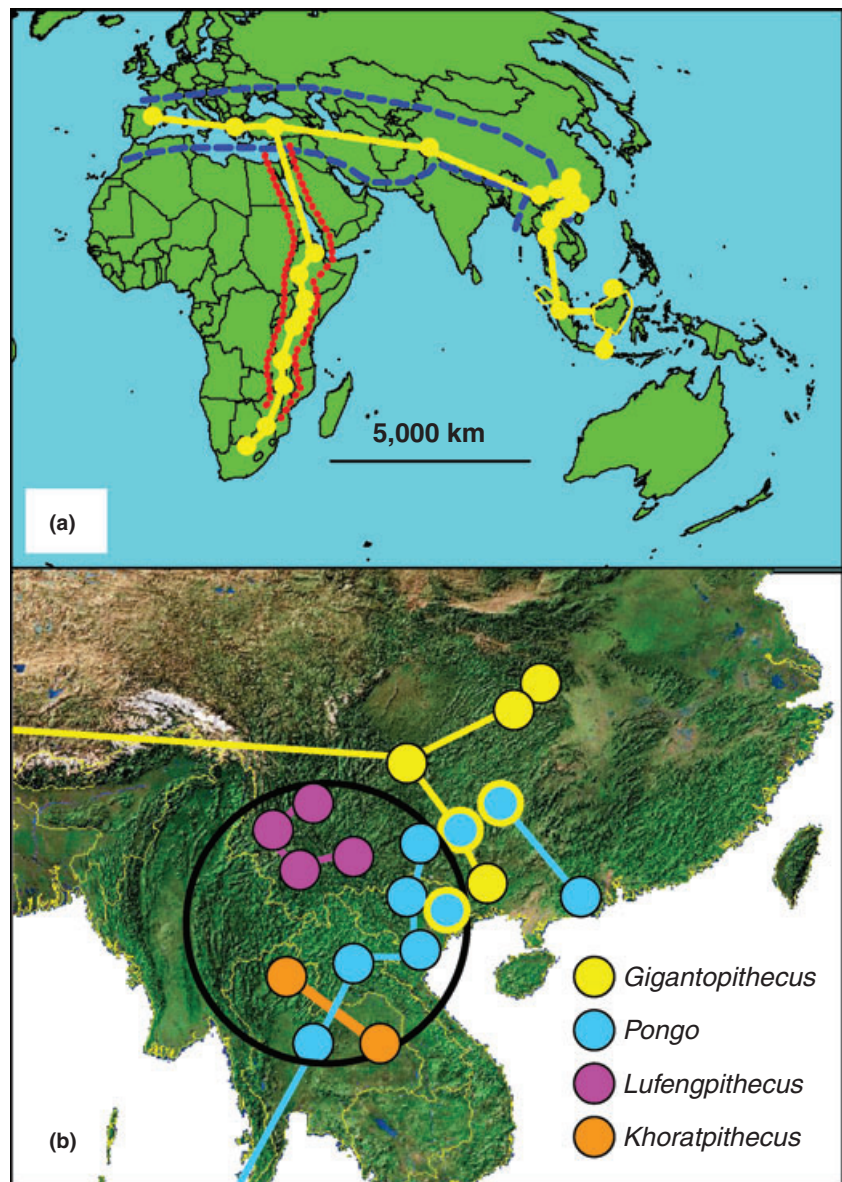 5,000 km
(a)
Gigantopithecus
Pongo
Lufengpithecus
Khoratpithecus
(b)